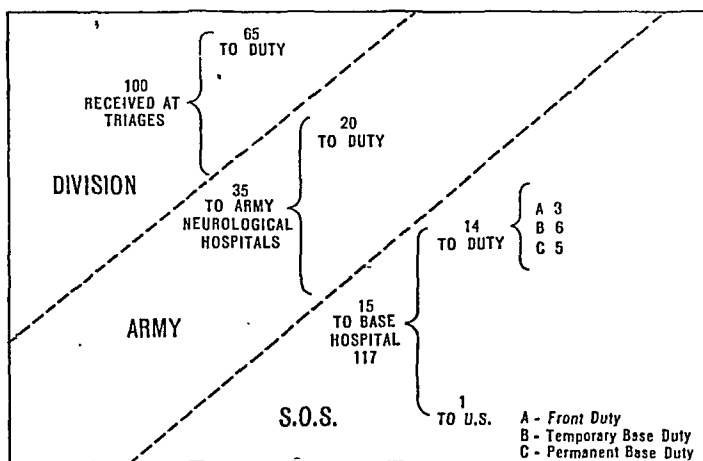 65
TO DUTY
100
RECEIVED AT
TRIAGES
DIVISION
20
TO DUTY
35
TO ARMY
NEUROLOGICAL
HOSPITALS
ARMY
14
TO DUTY
A 3
B 6
C 5
15
TO BASE
HOSPITAL
117
1
TO U.S.
S.O.S.
A - Front Duty
B - Temporary Base Duty
C - Permanent Base Duty